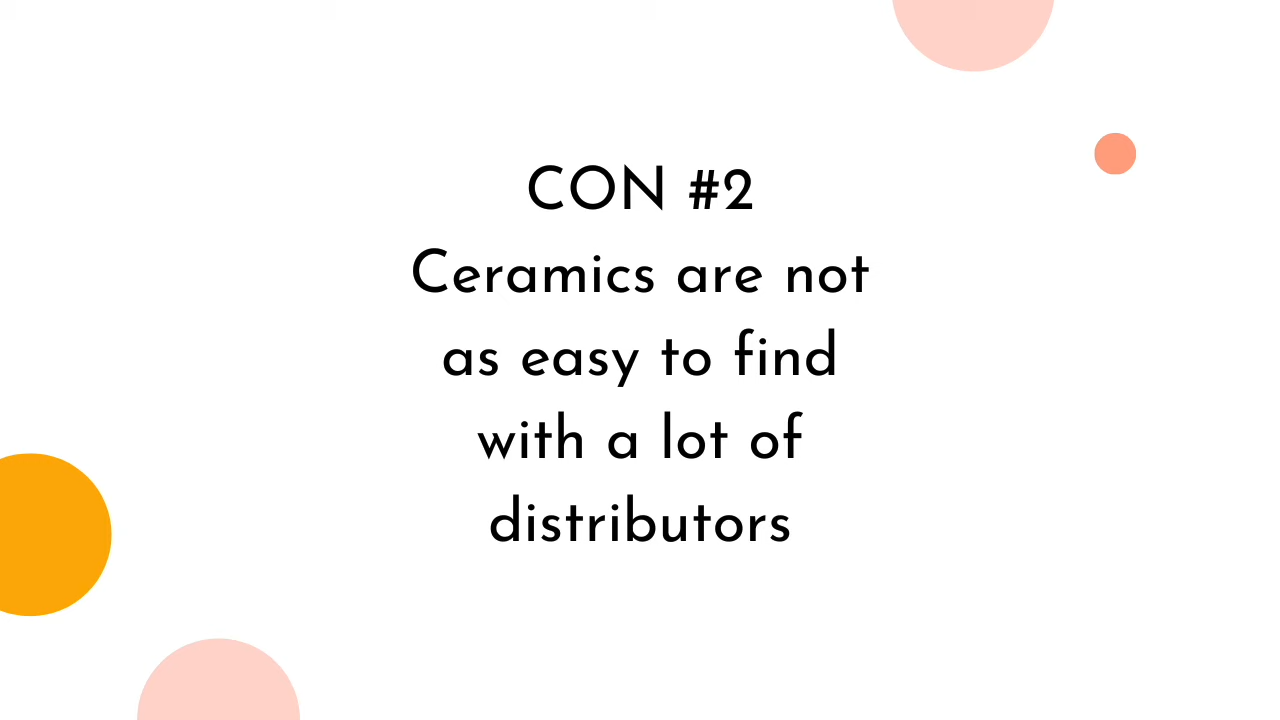 CON #2
Ceramics are not
as easy to find
with a lot of
distributors